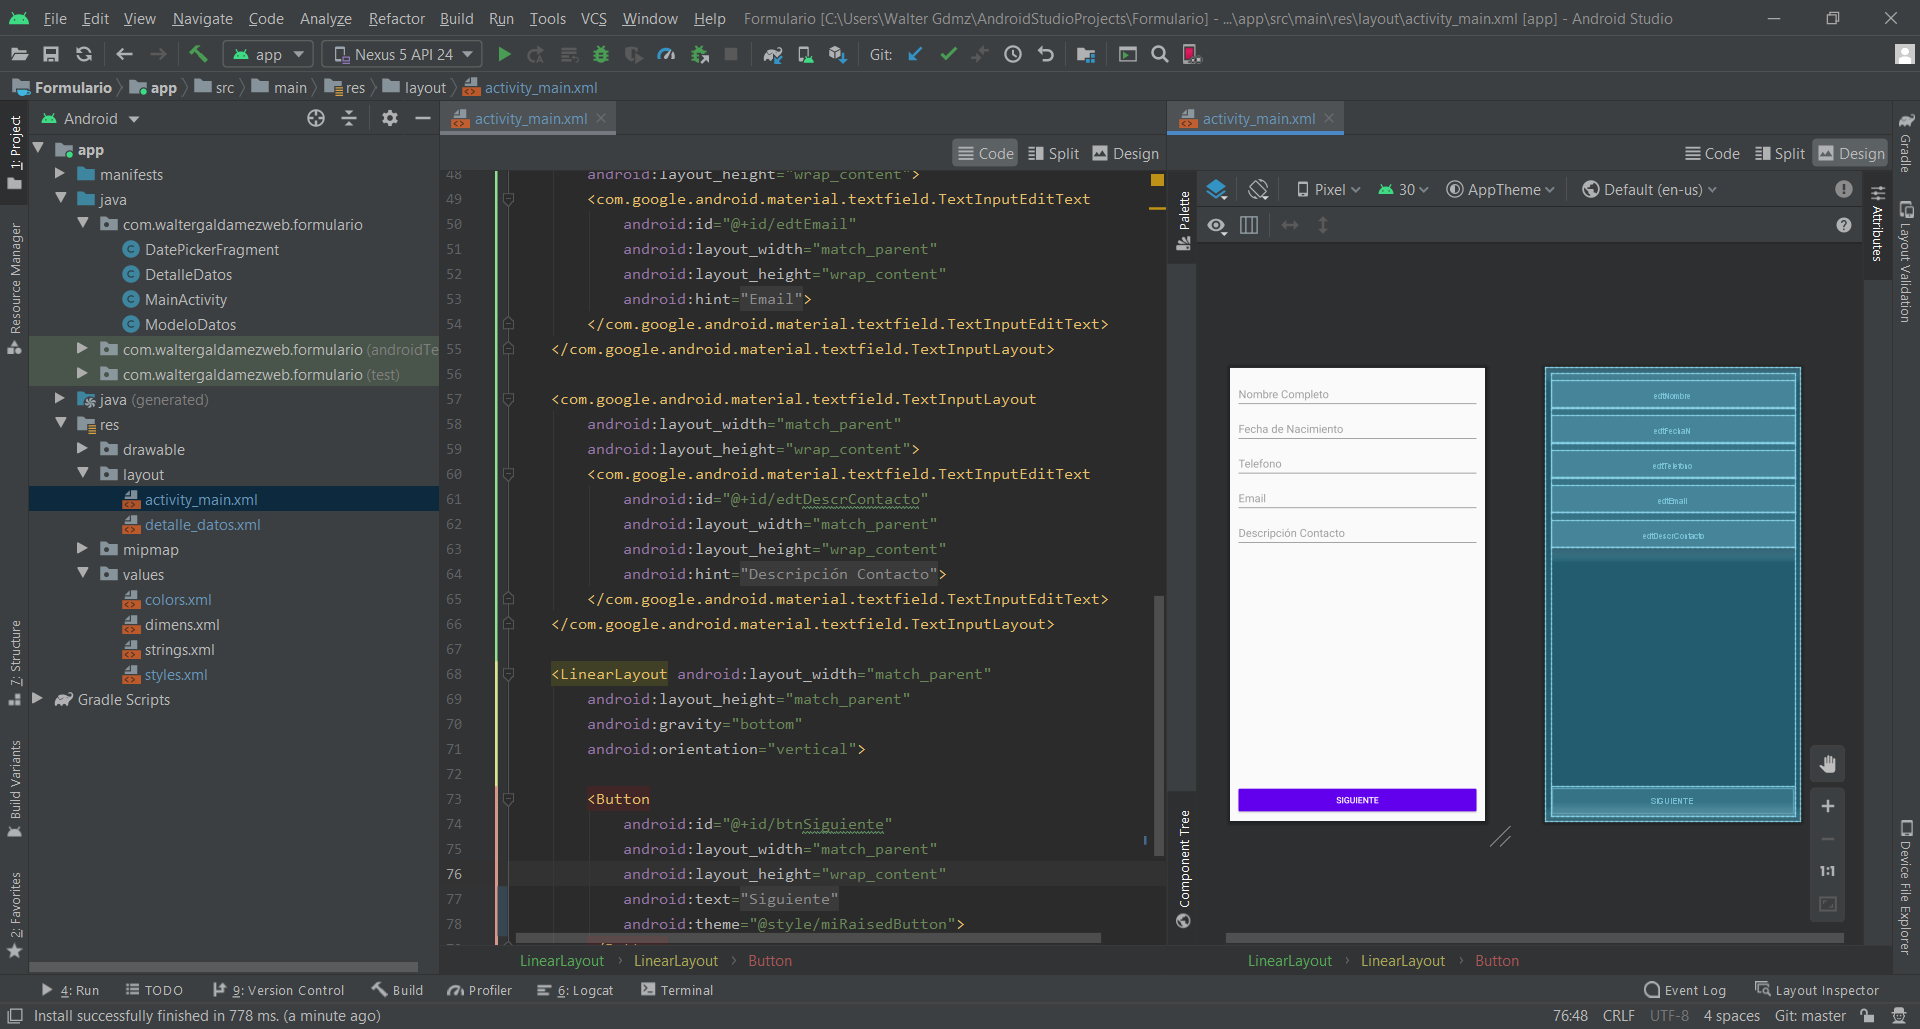 File Edit View Navigate Code Analyze Refactor Build Run Tools VCS Window Help Formulario [C:\Users\Walter Gdmz\AndroidStudioProjects\Formulario] - ...\app\src\main\res\layout\activity_main.xml [app] - Android Studio
app Nexus 5 API 24 Git:
Formulario app src main res layout activity_main.xml
1: Project
Resource Manager
7: Structure
Build Variants
2: Favorites
Android
app
manifests
java
com.waltergaldamezweb.formulario
DatePickerFragment
DetalleDatos
MainActivity
ModeloDatos
com.waltergaldamezweb.formulario (androidTe
com.waltergaldamezweb.formulario (test)
java (generated)
res
drawable
layout
activity_main.xml
detalle_datos.xml
mipmap
values
colors.xml
dimens.xml
strings.xml
styles.xml
Gradle Scripts
activity_main.xml
Code Split Design
48 android:layout_height="wrap_content">
49 <com.google.android.material.textfield.TextInputEditText
50 android:id="@+id/edtEmail"
51 android:layout_width="match_parent"
52 android:layout_height="wrap_content"
53 android:hint="Email">
54 </com.google.android.material.textfield.TextInputEditText>
55 </com.google.android.material.textfield.TextInputLayout>
56
57 <com.google.android.material.textfield.TextInputLayout
58 android:layout_width="match_parent"
59 android:layout_height="wrap_content">
60 <com.google.android.material.textfield.TextInputEditText
61 android:id="@+id/edtDescrContacto"
62 android:layout_width="match_parent"
63 android:layout_height="wrap_content"
64 android:hint="Descripción Contacto">
65 </com.google.android.material.textfield.TextInputEditText>
66 </com.google.android.material.textfield.TextInputLayout>
67
68 <LinearLayout android:layout_width="match_parent"
69 android:layout_height="match_parent"
70 android:gravity="bottom"
71 android:orientation="vertical">
72
73 <Button
74 android:id="@+id/btnSiguiente"
75 android:layout_width="match_parent"
76 android:layout_height="wrap_content"
77 android:text="Siguiente"
78 android:theme="@style/miRaisedButton">
LinearLayout › LinearLayout › Button
activity_main.xml
Code Split Design
Palette
Component Tree
Pixel 30 AppTheme Default (en-us)
Nombre Completo
Fecha de Nacimiento
Telefono
Email
Descripción Contacto
SIGUIENTE
edtNombre
edtFechaN
edtTelefono
edtEmail
edtDescrContacto
SIGUIENTE
1:1
LinearLayout › LinearLayout › Button
Attributes
Gradle
Layout Validation
Device File Explorer
4: Run TODO 9: Version Control Build Profiler 6: Logcat Terminal Event Log Layout Inspector
Install successfully finished in 778 ms. (a minute ago) 76:48 CRLF UTF-8 4 spaces Git: master